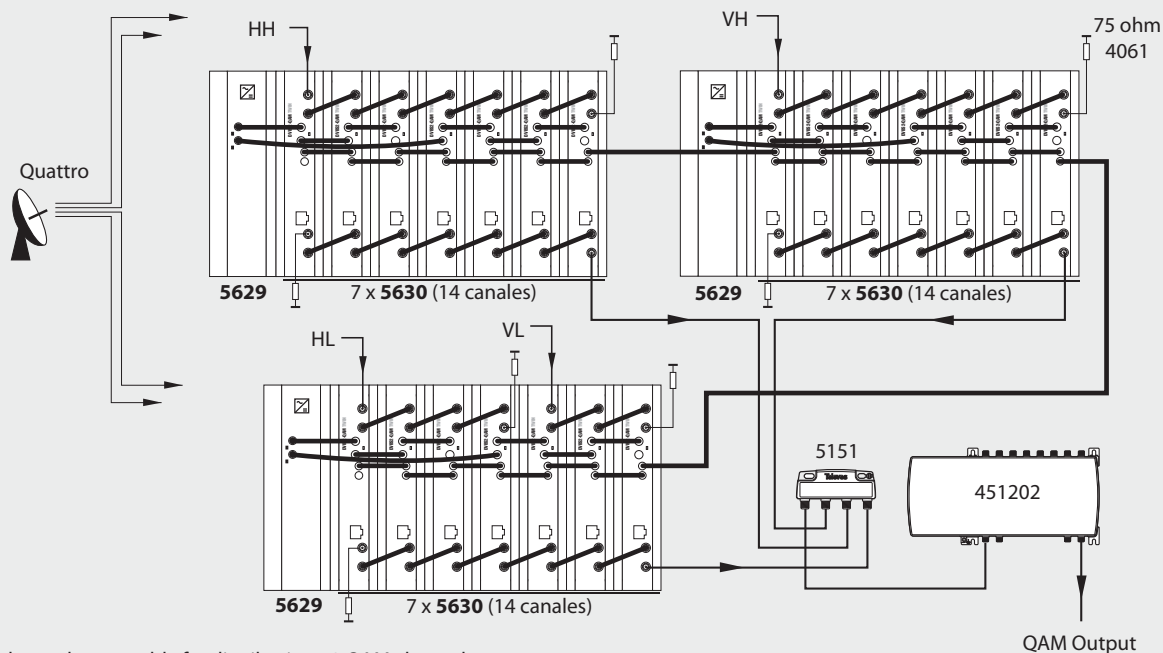 HH
VH
75 ohm
4061
Quattro
5629
7 x 5630 (14 canales)
5629
7 x 5630 (14 canales)
HL
VL
5151
Televes
451202
5629
7 x 5630 (14 canales)
QAM Output